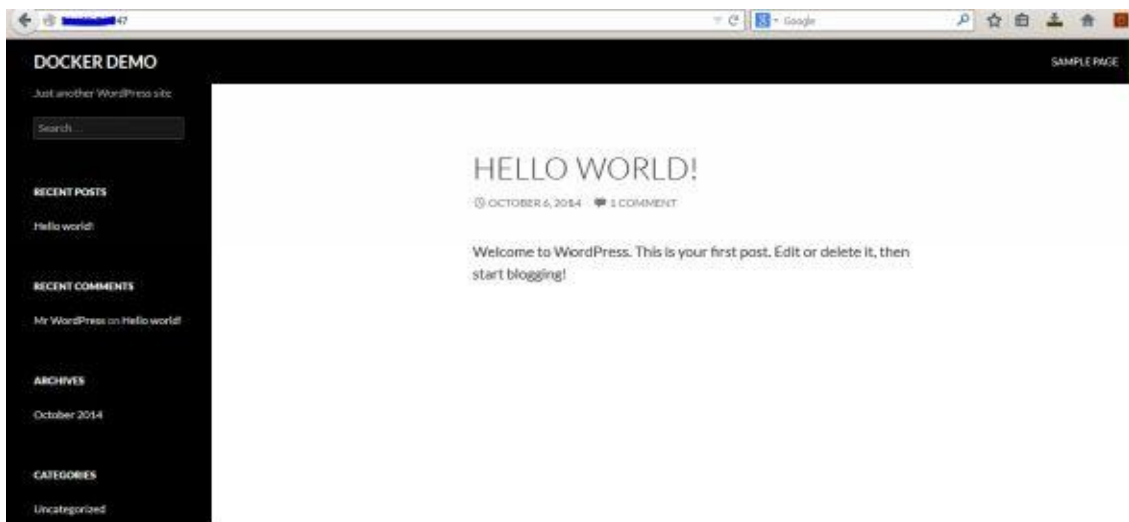 47
Google
DOCKER DEMO
SAMPLE PAGE
Just another WordPress site
Search ...
HELLO WORLD!
OCTOBER 6, 2014 1 COMMENT
Welcome to WordPress. This is your first post. Edit or delete it, then
start blogging!
RECENT POSTS
Hello world!
RECENT COMMENTS
Mr WordPress on Hello world!
ARCHIVES
October 2014
CATEGORIES
Uncategorized